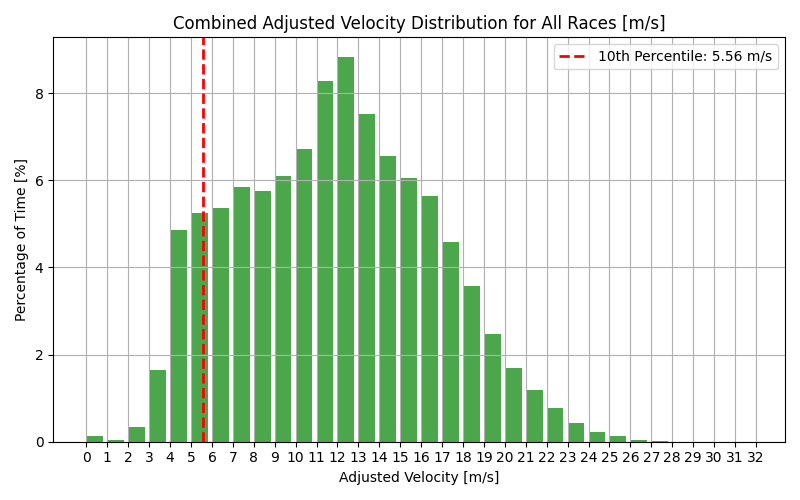 Combined Adjusted Velocity Distribution for All Races [m/s]
10th Percentile: 5.56 m/s
Percentage of Time [%]
8
6
4
2
0
0 1 2 3 4 5 6 7 8 9 10 11 12 13 14 15 16 17 18 19 20 21 22 23 24 25 26 27 28 29 30 31 32
Adjusted Velocity [m/s]